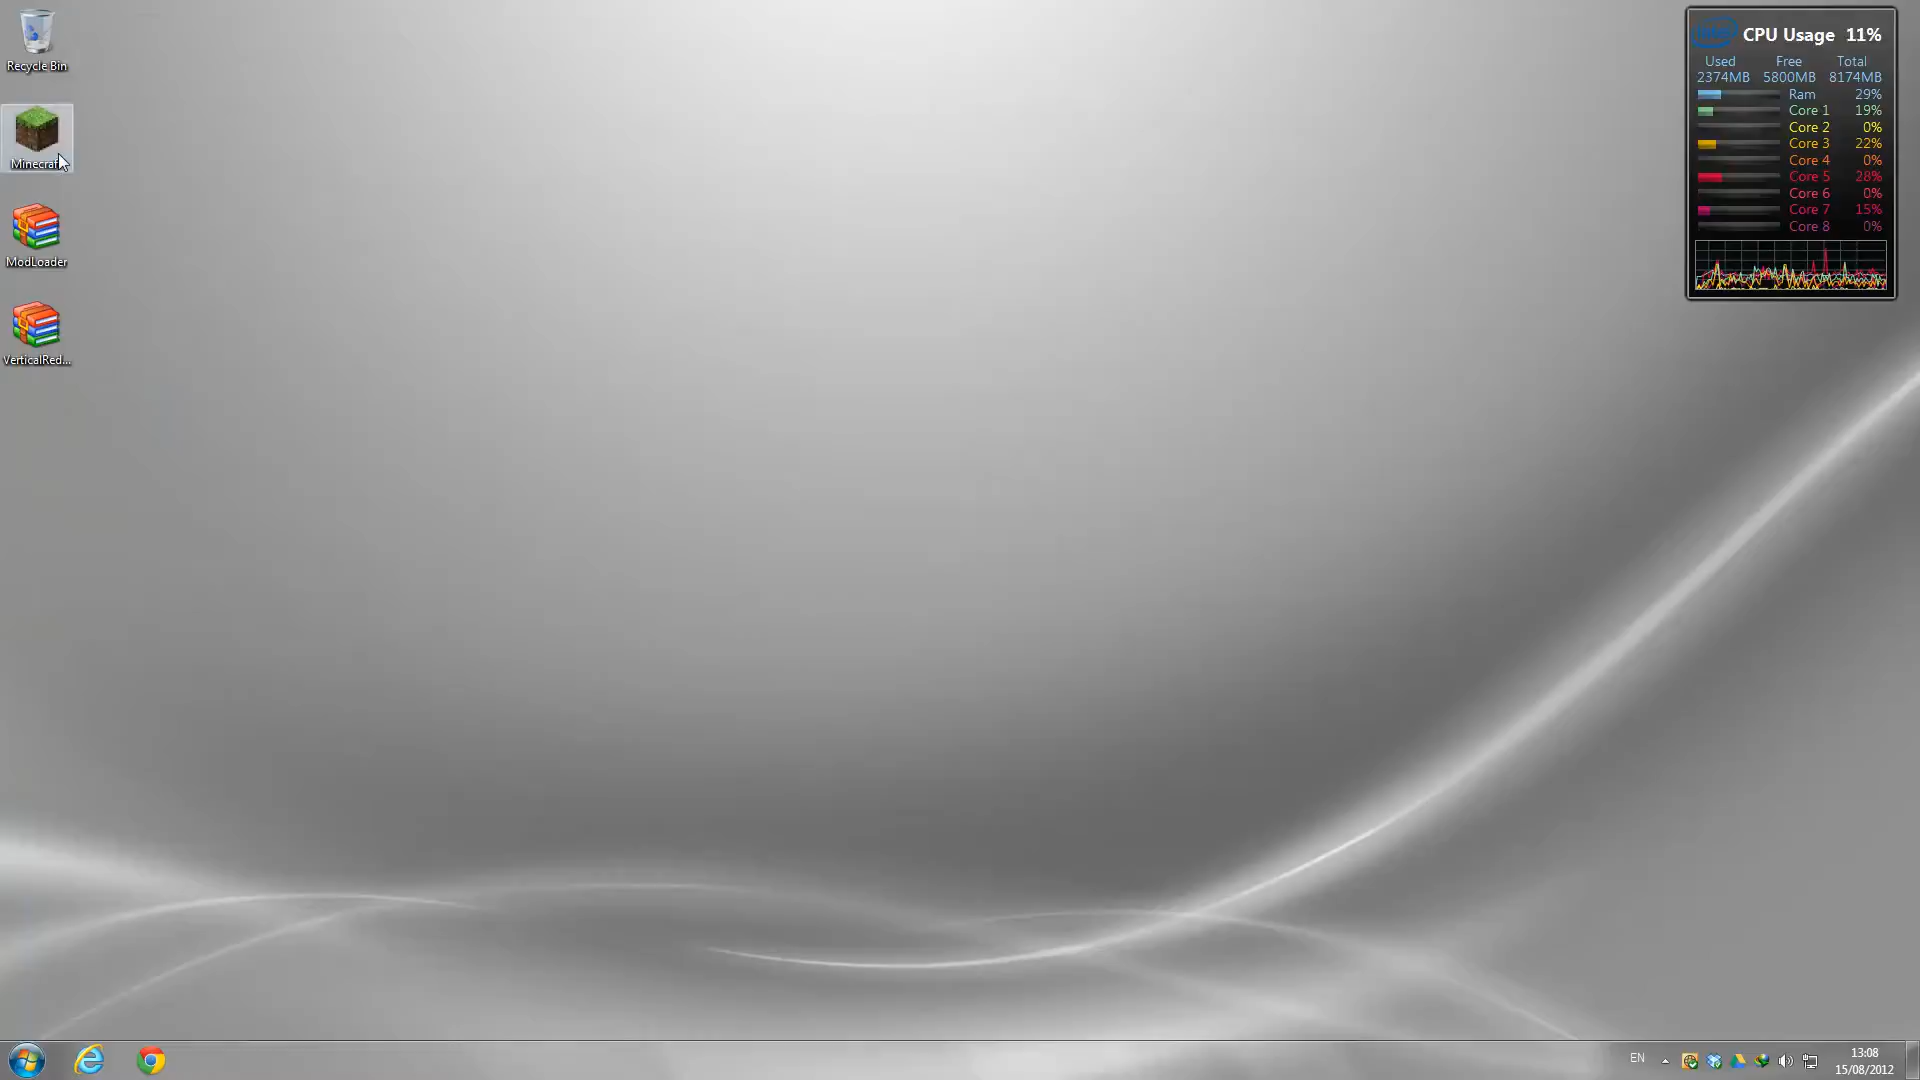 Recycle Bin
Minecraft
ModLoader
VerticalRed...
CPU Usage 11%
Used Free Total
2374MB 5800MB 8174MB
Ram 29%
Core 1 19%
Core 2 0%
Core 3 22%
Core 4 0%
Core 5 28%
Core 6 0%
Core 7 15%
Core 8 0%
EN
13:08
15/08/2012